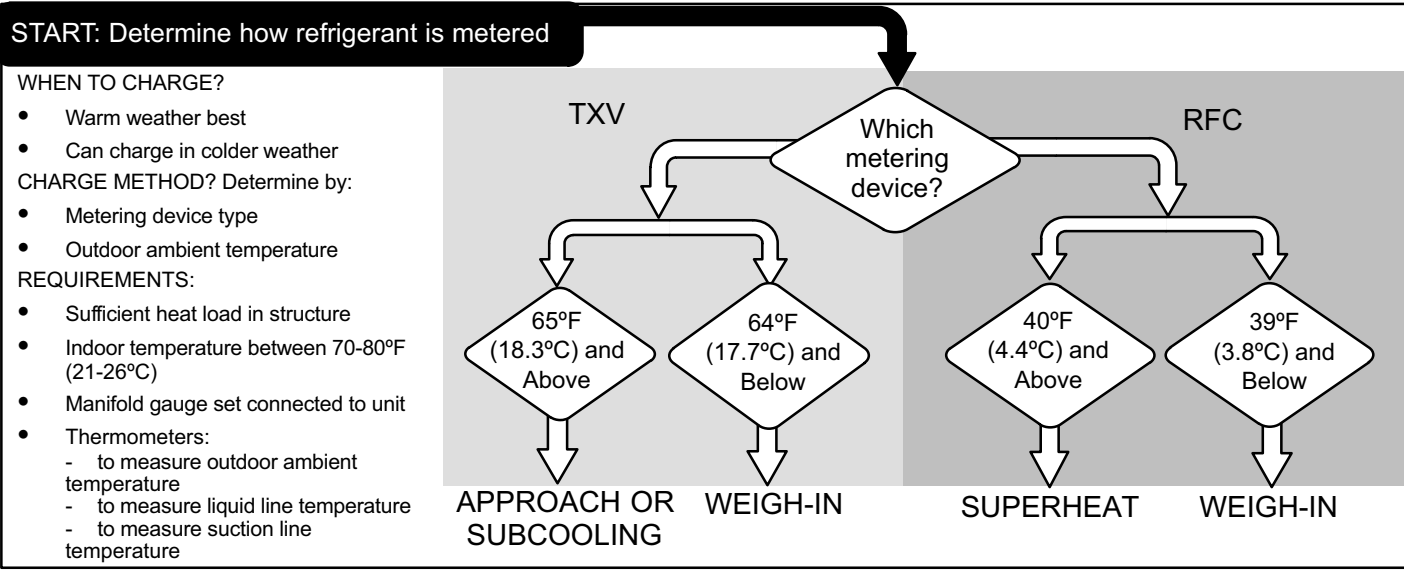 START: Determine how refrigerant is metered
WHEN TO CHARGE?
• Warm weather best
• Can charge in colder weather
CHARGE METHOD? Determine by:
• Metering device type
• Outdoor ambient temperature
REQUIREMENTS:
• Sufficient heat load in structure
• Indoor temperature between 70-80ºF
(21-26ºC)
• Manifold gauge set connected to unit
• Thermometers:
- to measure outdoor ambient
temperature
- to measure liquid line temperature
- to measure suction line
temperature
Which
metering
device?
TXV
65ºF
(18.3ºC) and
Above
APPROACH OR
SUBCOOLING
64ºF
(17.7ºC) and
Below
WEIGH-IN
RFC
40ºF
(4.4ºC) and
Above
SUPERHEAT
39ºF
(3.8ºC) and
Below
WEIGH-IN